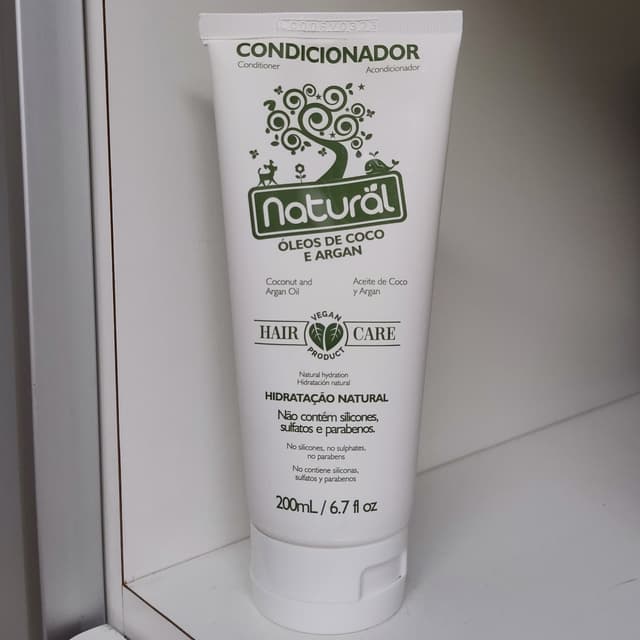 CONDICIONADOR
Conditioner Acondicionador
naturäl
ÓLEOS DE COCO
E ARGAN
Coconut and
Argan Oil
Aceite de Coco
y Argan
HAIR CARE
VEGAN
PRODUCT
Natural hydration
Hidratación natural
HIDRATAÇÃO NATURAL
Não contém silicones,
sulfatos e parabenos.
No silicones, no sulphates,
no parabens
No contiene siliconas,
sulfatos y parabenos
200mL / 6.7 fl oz